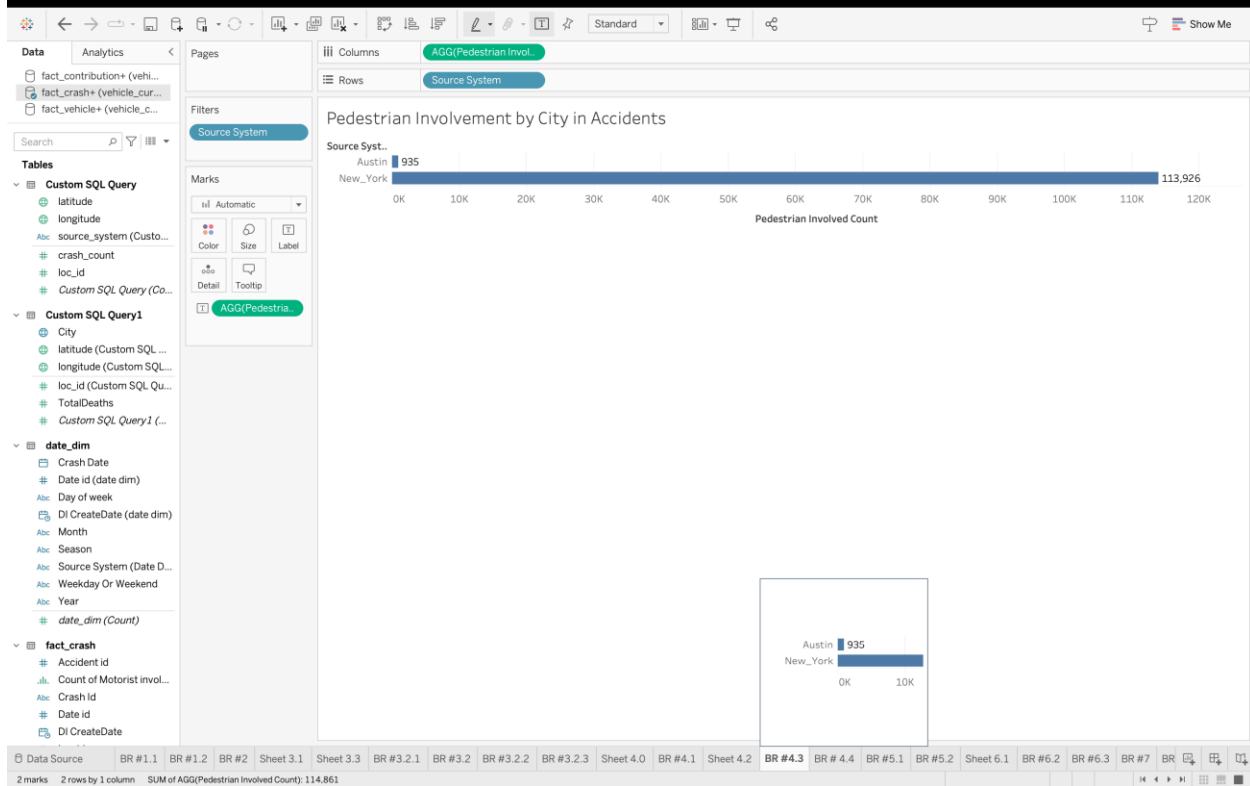 Standard
Show Me
Data
Analytics
Pages
iii Columns
AGG(Pedestrian Invol..
Rows
Source System
fact_contribution+ (vehi...
fact_crash+ (vehicle_cur...
fact_vehicle+ (vehicle_c...
Search
Tables
Custom SQL Query
latitude
longitude
Abc source_system (Custo...
# crash_count
# loc_id
# Custom SQL Query (Co...
Custom SQL Query1
City
latitude (Custom SQL ...
longitude (Custom SQL...
# loc_id (Custom SQL Qu...
# TotalDeaths
# Custom SQL Query1 (...
date_dim
Crash Date
# Date id (date dim)
Abc Day of week
DI CreateDate (date dim)
Abc Month
Abc Season
Abc Source System (Date D...
Abc Weekday Or Weekend
Abc Year
# date_dim (Count)
fact_crash
# Accident id
Count of Motorist invol...
Abc Crash Id
# Date id
DI CreateDate
Filters
Source System
Marks
Automatic
Color Size Label
Detail Tooltip
AGG(Pedestria..
Pedestrian Involvement by City in Accidents
Source Syst..
Austin 935
New_York 113,926
0K 10K 20K 30K 40K 50K 60K 70K 80K 90K 100K 110K 120K
Pedestrian Involved Count
Austin 935
New_York
0K 10K
Data Source BR #1.1 BR #1.2 BR #2 Sheet 3.1 Sheet 3.3 BR #3.2.1 BR #3.2 BR #3.2.2 BR #3.2.3 Sheet 4.0 BR #4.1 Sheet 4.2 BR #4.3 BR # 4.4 BR #5.1 BR #5.2 Sheet 6.1 BR #6.2 BR #6.3 BR #7 BR
2 marks 2 rows by 1 column SUM of AGG(Pedestrian Involved Count): 114,861